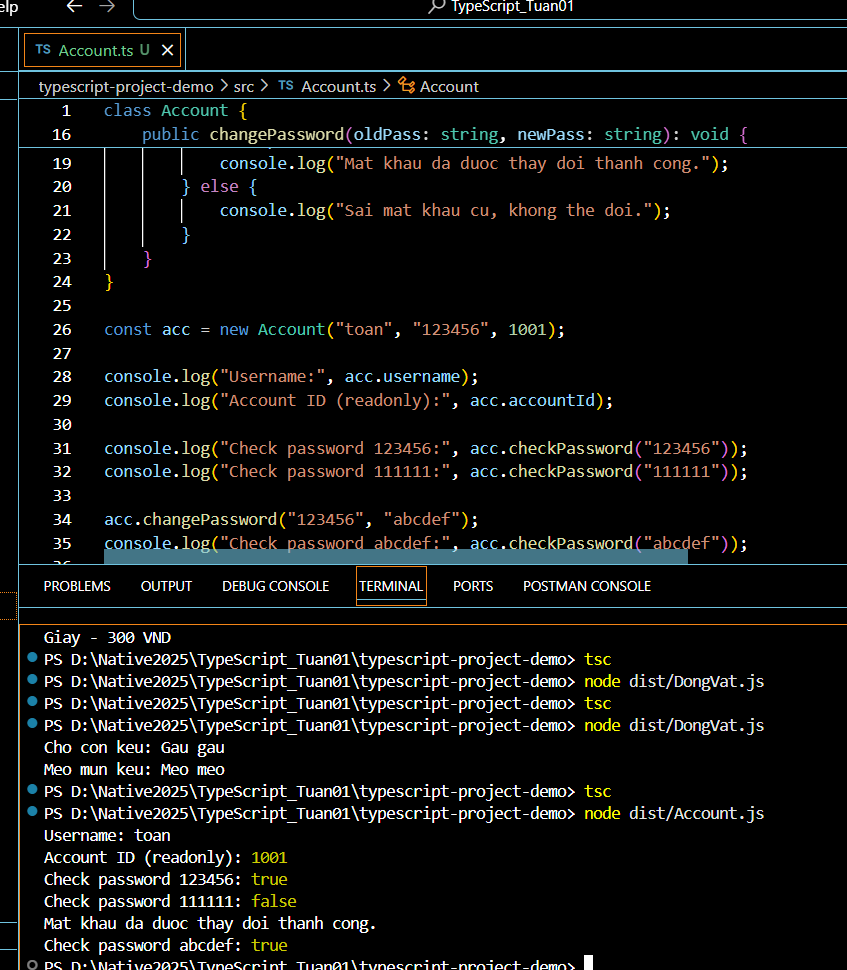 elp
TypeScript_Tuan01
TS Account.ts U
typescript-project-demo > src > TS Account.ts > Account
1 class Account {
16 public changePassword(oldPass: string, newPass: string): void {
19 console.log("Mat khau da duoc thay doi thanh cong.");
20 } else {
21 console.log("Sai mat khau cu, khong the doi.");
22 }
23 }
24 }
25
26 const acc = new Account("toan", "123456", 1001);
27
28 console.log("Username:", acc.username);
29 console.log("Account ID (readonly):", acc.accountId);
30
31 console.log("Check password 123456:", acc.checkPassword("123456"));
32 console.log("Check password 111111:", acc.checkPassword("111111"));
33
34 acc.changePassword("123456", "abcdef");
35 console.log("Check password abcdef:", acc.checkPassword("abcdef"));
PROBLEMS OUTPUT DEBUG CONSOLE TERMINAL PORTS POSTMAN CONSOLE
Giay - 300 VND
PS D:\Native2025\TypeScript_Tuan01\typescript-project-demo> tsc
PS D:\Native2025\TypeScript_Tuan01\typescript-project-demo> node dist/DongVat.js
PS D:\Native2025\TypeScript_Tuan01\typescript-project-demo> tsc
PS D:\Native2025\TypeScript_Tuan01\typescript-project-demo> node dist/DongVat.js
Cho con keu: Gau gau
Meo mun keu: Meo meo
PS D:\Native2025\TypeScript_Tuan01\typescript-project-demo> tsc
PS D:\Native2025\TypeScript_Tuan01\typescript-project-demo> node dist/Account.js
Username: toan
Account ID (readonly): 1001
Check password 123456: true
Check password 111111: false
Mat khau da duoc thay doi thanh cong.
Check password abcdef: true
PS D:\Native2025\TypeScript_Tuan01\typescript-project-demo>